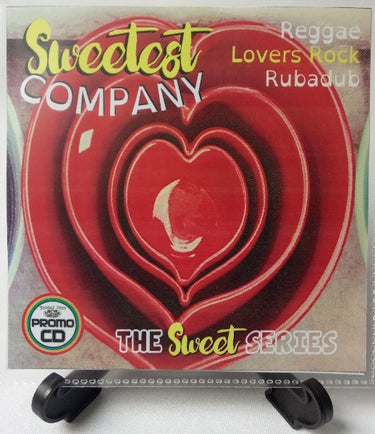 Sweetest
COMPANY
Reggae
Lovers Rock
Rubadub
PROMO
CD
THE Sweet SERIES